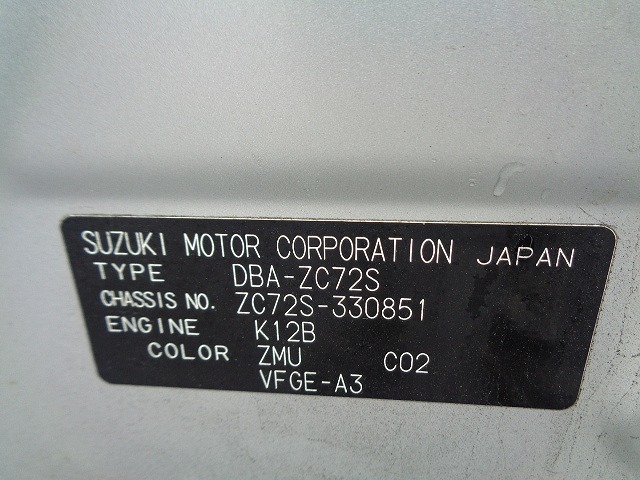 SUZUKI MOTOR CORPORATION JAPAN
TYPE DBA-ZC72S
CHASSIS NO. ZC72S-330851
ENGINE K12B
COLOR ZMU C02
VFGE-A3